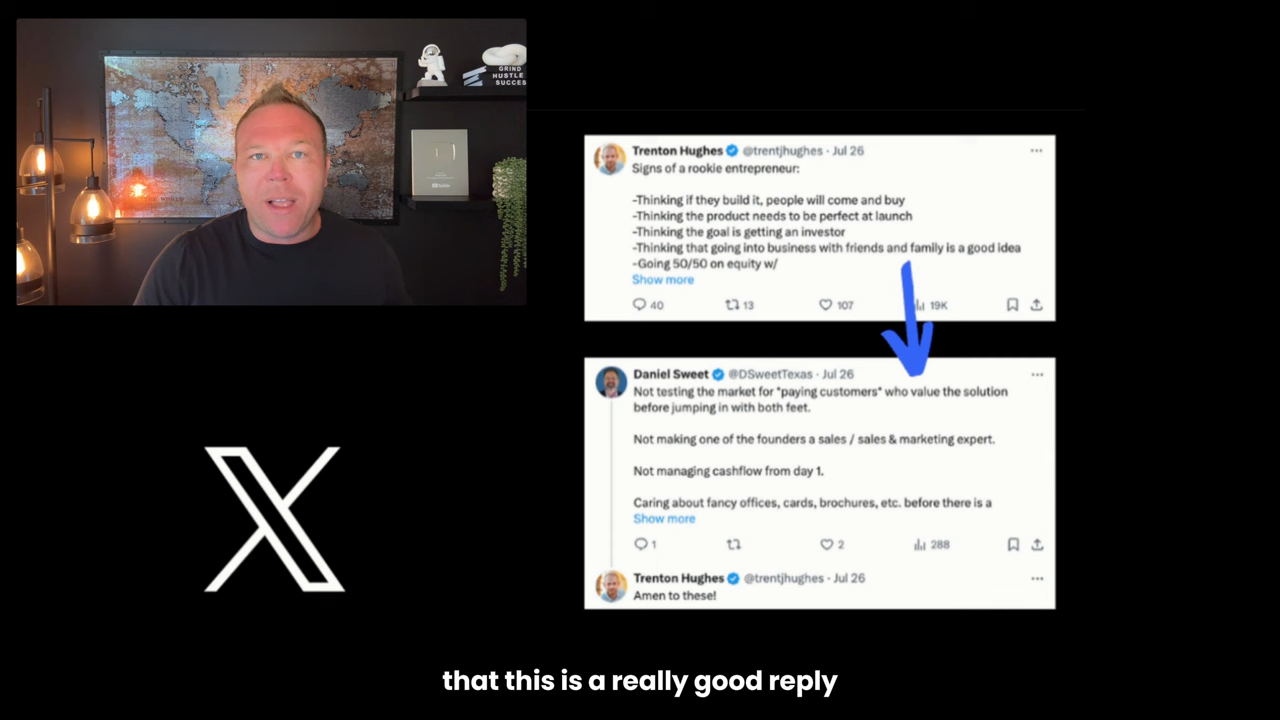 GRIND
HUSTLE
SUCCES
Trenton Hughes @trentjhughes · Jul 26
Signs of a rookie entrepreneur:
-Thinking if they build it, people will come and buy
-Thinking the product needs to be perfect at launch
-Thinking the goal is getting an investor
-Thinking that going into business with friends and family is a good idea
-Going 50/50 on equity w/
Show more
40 13 107 19K
Daniel Sweet @DSweetTexas · Jul 26
Not testing the market for *paying customers* who value the solution
before jumping in with both feet.
Not making one of the founders a sales / sales & marketing expert.
Not managing cashflow from day 1.
Caring about fancy offices, cards, brochures, etc. before there is a
Show more
1 2 288
Trenton Hughes @trentjhughes · Jul 26
Amen to these!
X
that this is a really good reply